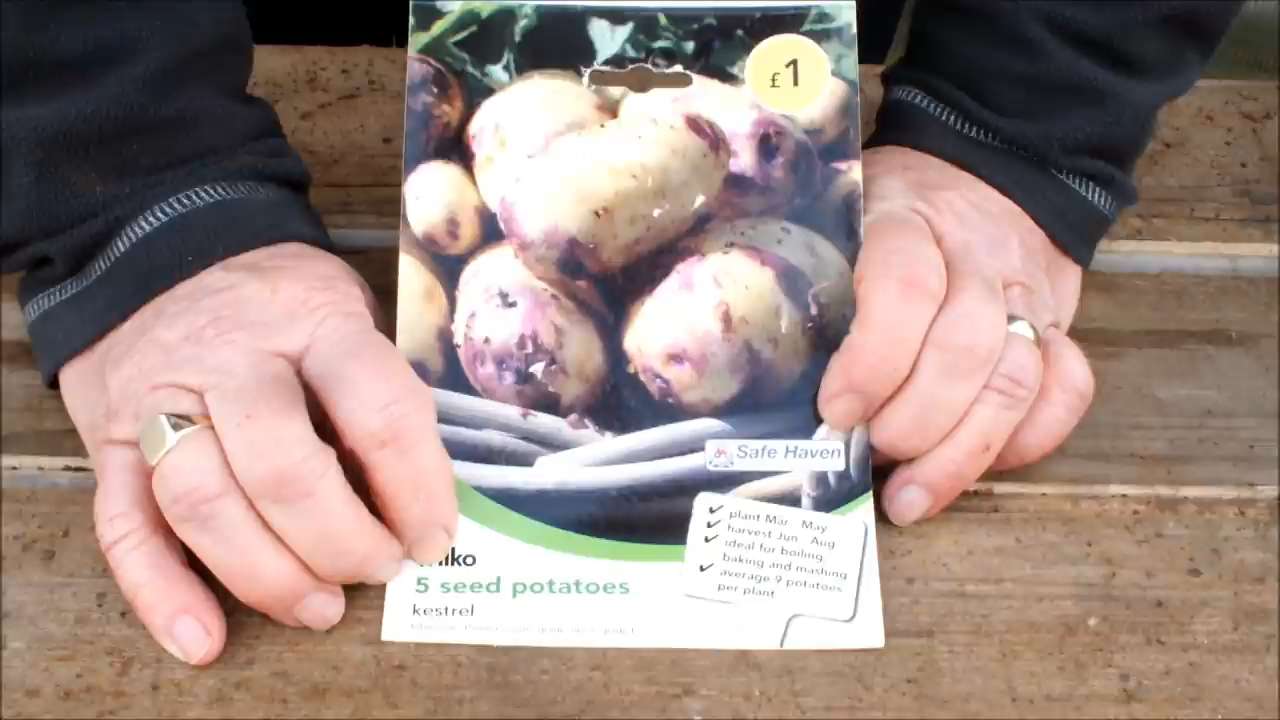 £1
Safe Haven
plant Mar - May
harvest Jun - Aug
ideal for boiling,
baking and mashing
average 9 potatoes
per plant
5 seed potatoes
kestrel